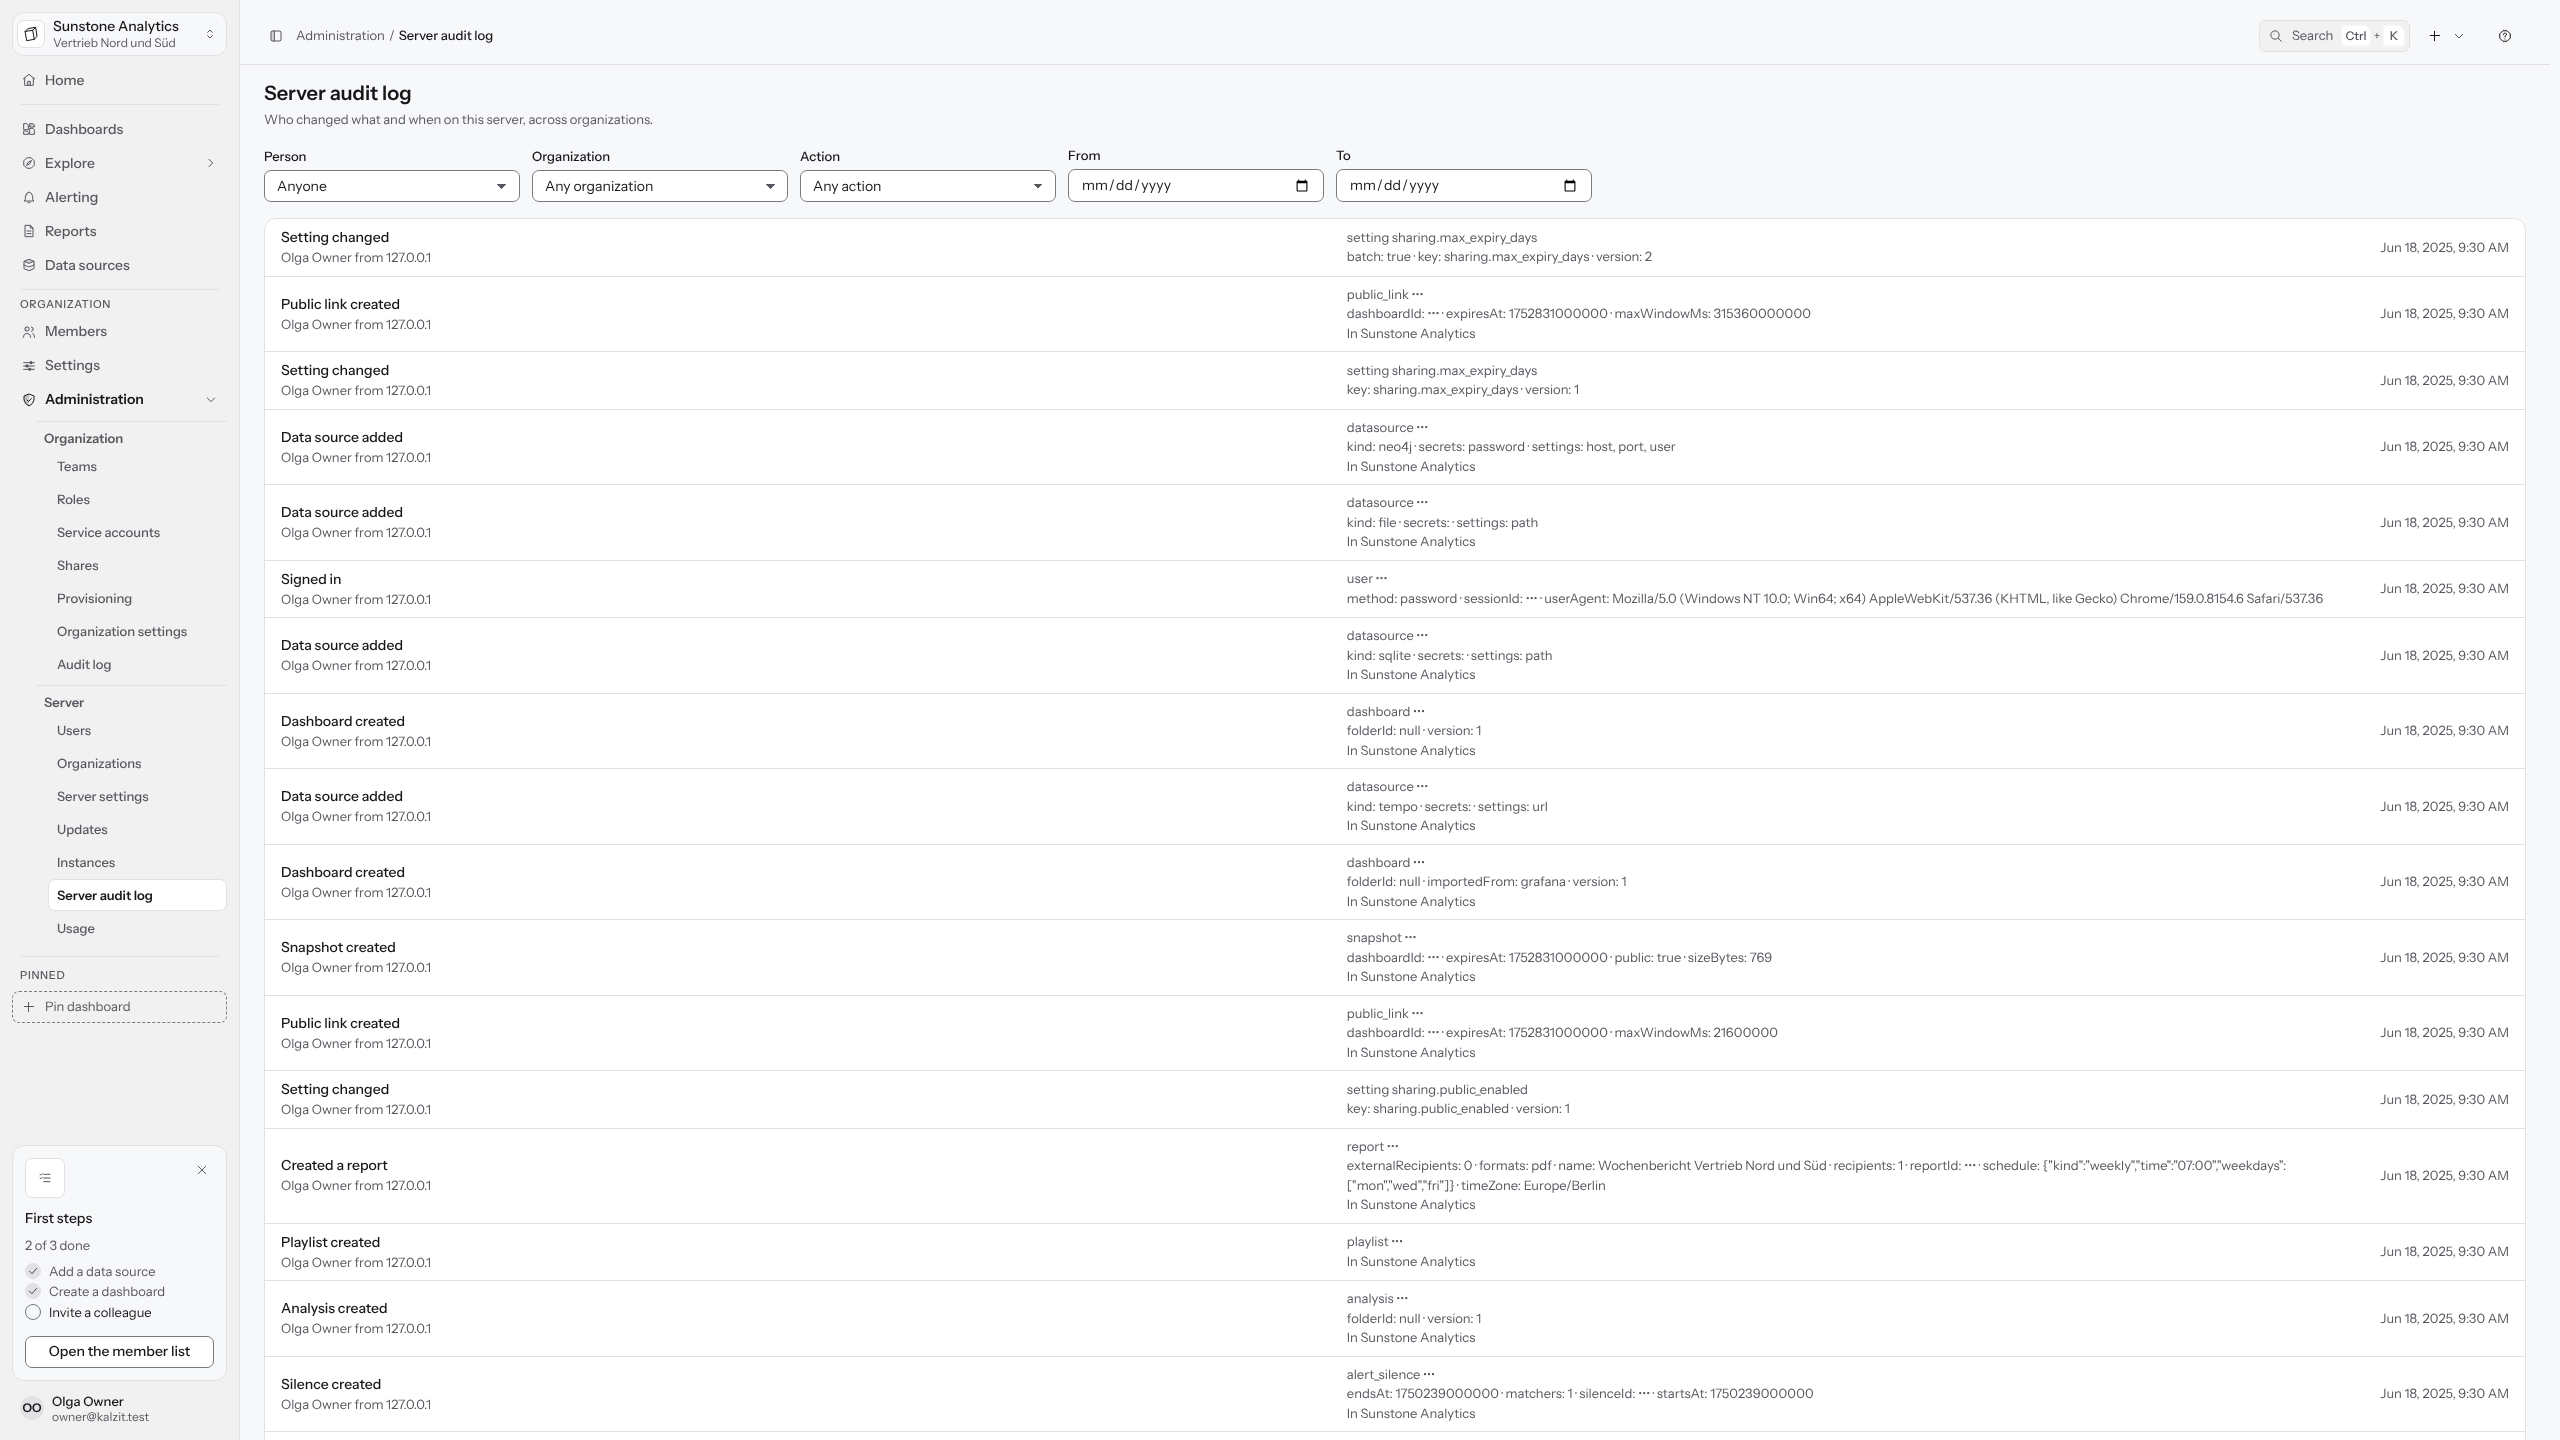 Sunstone Analytics
Vertrieb Nord und Süd
Home
Dashboards
Explore
Alerting
Reports
Data sources
ORGANIZATION
Members
Settings
Administration
Organization
Teams
Roles
Service accounts
Shares
Provisioning
Organization settings
Audit log
Server
Users
Organizations
Server settings
Updates
Instances
Server audit log
Usage
PINNED
Pin dashboard
First steps
2 of 3 done
Add a data source
Create a dashboard
Invite a colleague
Open the member list
OO
Olga Owner
owner@kalzit.test
Administration / Server audit log
Search Ctrl + K
Server audit log
Who changed what and when on this server, across organizations.
Person Organization Action From To
Anyone Any organization Any action mm/dd/yyyy mm/dd/yyyy
Setting changed
Olga Owner from 127.0.0.1
setting sharing.max_expiry_days
batch: true · key: sharing.max_expiry_days · version: 2
Jun 18, 2025, 9:30 AM
Public link created
Olga Owner from 127.0.0.1
public_link ···
dashboardId: ··· · expiresAt: 1752831000000 · maxWindowMs: 315360000000
In Sunstone Analytics
Jun 18, 2025, 9:30 AM
Setting changed
Olga Owner from 127.0.0.1
setting sharing.max_expiry_days
key: sharing.max_expiry_days · version: 1
Jun 18, 2025, 9:30 AM
Data source added
Olga Owner from 127.0.0.1
datasource ···
kind: neo4j · secrets: password · settings: host, port, user
In Sunstone Analytics
Jun 18, 2025, 9:30 AM
Data source added
Olga Owner from 127.0.0.1
datasource ···
kind: file · secrets: · settings: path
In Sunstone Analytics
Jun 18, 2025, 9:30 AM
Signed in
Olga Owner from 127.0.0.1
user ···
method: password · sessionId: ··· · userAgent: Mozilla/5.0 (Windows NT 10.0; Win64; x64) AppleWebKit/537.36 (KHTML, like Gecko) Chrome/159.0.8154.6 Safari/537.36
Jun 18, 2025, 9:30 AM
Data source added
Olga Owner from 127.0.0.1
datasource ···
kind: sqlite · secrets: · settings: path
In Sunstone Analytics
Jun 18, 2025, 9:30 AM
Dashboard created
Olga Owner from 127.0.0.1
dashboard ···
folderId: null · version: 1
In Sunstone Analytics
Jun 18, 2025, 9:30 AM
Data source added
Olga Owner from 127.0.0.1
datasource ···
kind: tempo · secrets: · settings: url
In Sunstone Analytics
Jun 18, 2025, 9:30 AM
Dashboard created
Olga Owner from 127.0.0.1
dashboard ···
folderId: null · importedFrom: grafana · version: 1
In Sunstone Analytics
Jun 18, 2025, 9:30 AM
Snapshot created
Olga Owner from 127.0.0.1
snapshot ···
dashboardId: ··· · expiresAt: 1752831000000 · public: true · sizeBytes: 769
In Sunstone Analytics
Jun 18, 2025, 9:30 AM
Public link created
Olga Owner from 127.0.0.1
public_link ···
dashboardId: ··· · expiresAt: 1752831000000 · maxWindowMs: 21600000
In Sunstone Analytics
Jun 18, 2025, 9:30 AM
Setting changed
Olga Owner from 127.0.0.1
setting sharing.public_enabled
key: sharing.public_enabled · version: 1
Jun 18, 2025, 9:30 AM
Created a report
Olga Owner from 127.0.0.1
report ···
externalRecipients: 0 · formats: pdf · name: Wochenbericht Vertrieb Nord und Süd · recipients: 1 · reportId: ··· · schedule: {"kind":"weekly","time":"07:00","weekdays":
["mon","wed","fri"]} · timeZone: Europe/Berlin
In Sunstone Analytics
Jun 18, 2025, 9:30 AM
Playlist created
Olga Owner from 127.0.0.1
playlist ···
In Sunstone Analytics
Jun 18, 2025, 9:30 AM
Analysis created
Olga Owner from 127.0.0.1
analysis ···
folderId: null · version: 1
In Sunstone Analytics
Jun 18, 2025, 9:30 AM
Silence created
Olga Owner from 127.0.0.1
alert_silence ···
endsAt: 1750239000000 · matchers: 1 · silenceId: ··· · startsAt: 1750239000000
In Sunstone Analytics
Jun 18, 2025, 9:30 AM